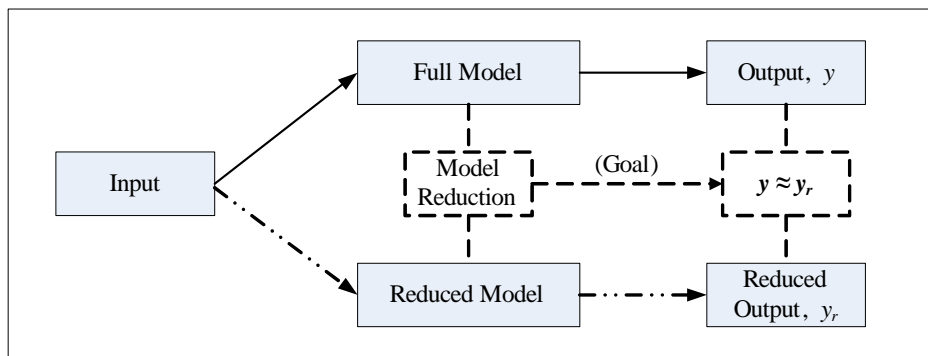 Full Model
Output, y
Input
Model
Reduction
(Goal)
y ≈ yr
Reduced Model
Reduced
Output, yr